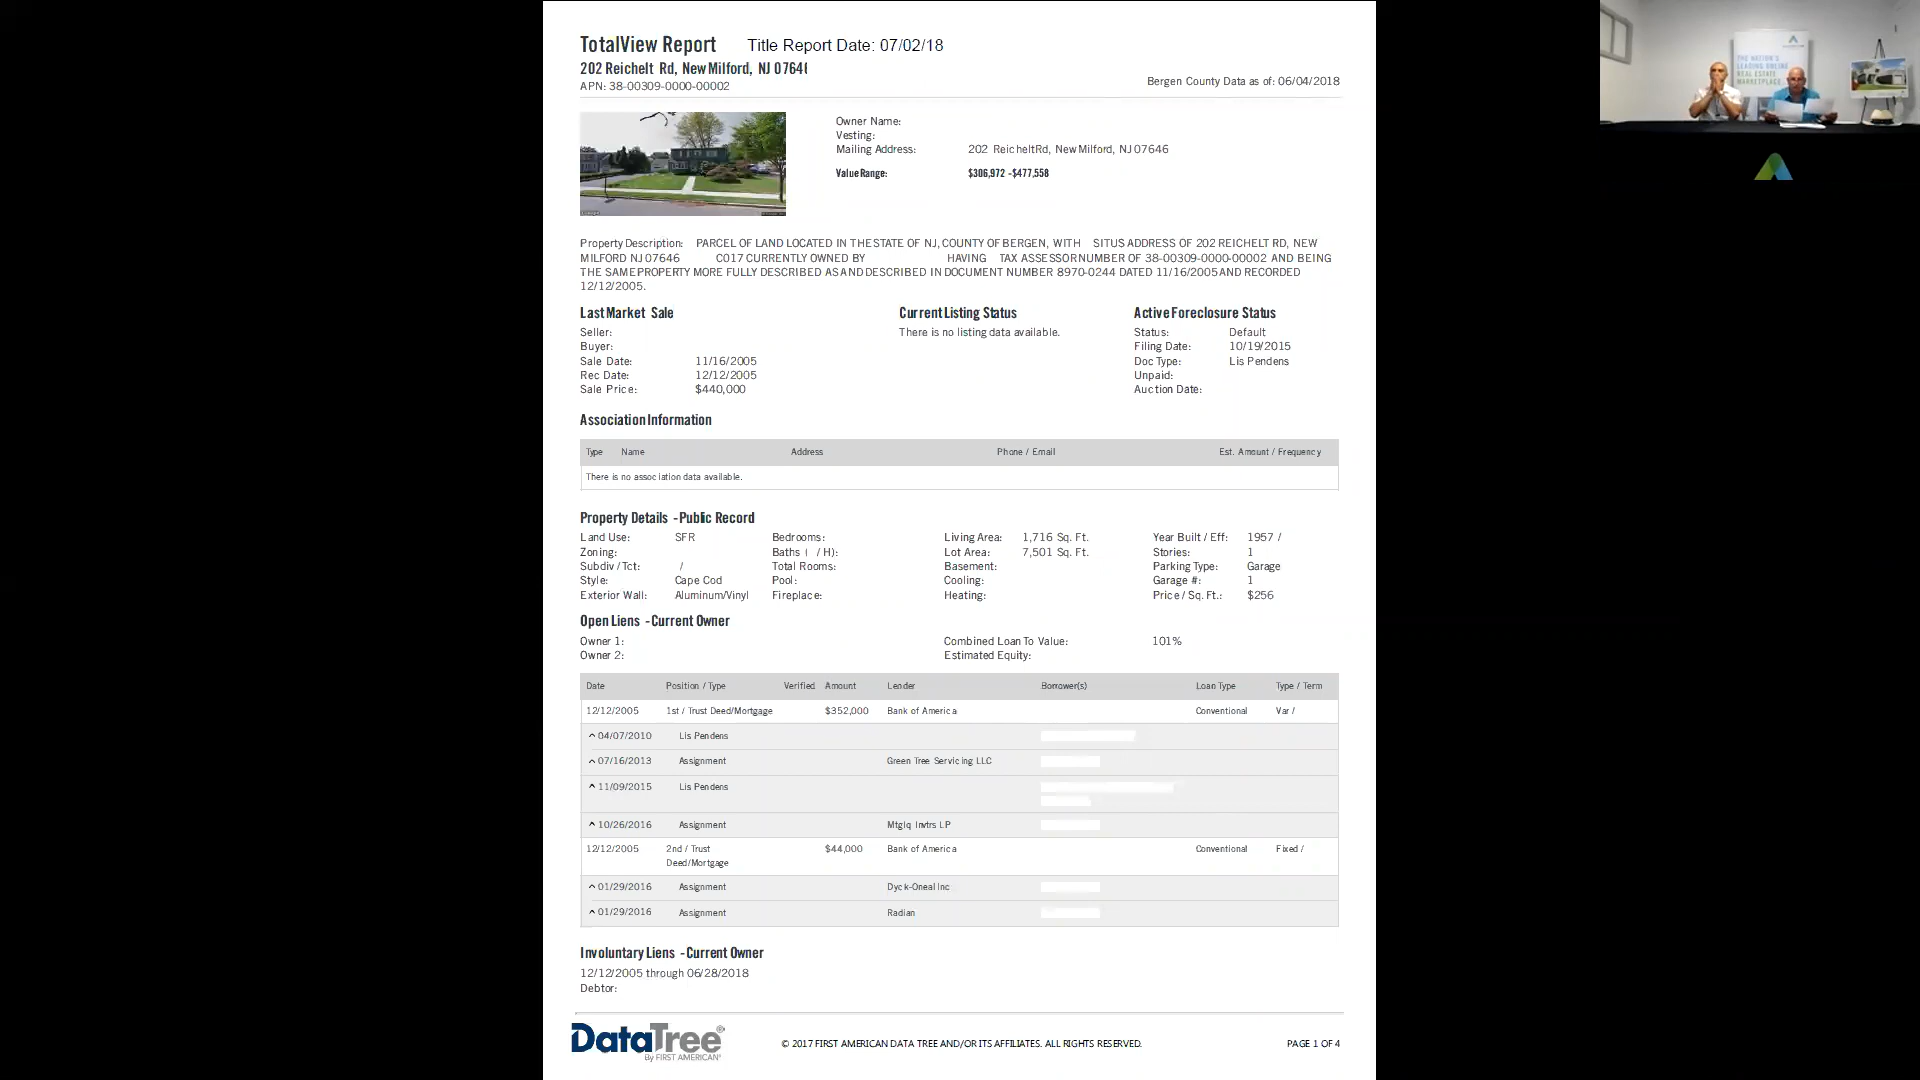 TotalView Report Title Report Date: 07/02/18
202 Reichelt Rd, New Milford, NJ 07646
APN: 38-00309-0000-00002
Bergen County Data as of: 06/04/2018
Owner Name:
Vesting:
Mailing Address: 202 Reichelt Rd, New Milford, NJ 07646
Value Range: $306,972 - $477,558
Property Description: PARCEL OF LAND LOCATED IN THE STATE OF NJ, COUNTY OF BERGEN, WITH SITUS ADDRESS OF 202 REICHELT RD, NEW
MILFORD NJ 07646 C017 CURRENTLY OWNED BY HAVING TAX ASSESSOR NUMBER OF 38-00309-0000-00002 AND BEING
THE SAME PROPERTY MORE FULLY DESCRIBED AS AND DESCRIBED IN DOCUMENT NUMBER 8970-0244 DATED 11/16/2005 AND RECORDED
12/12/2005.
Last Market Sale
Seller:
Buyer:
Sale Date: 11/16/2005
Rec Date: 12/12/2005
Sale Price: $440,000
Current Listing Status
There is no listing data available.
Active Foreclosure Status
Status: Default
Filing Date: 10/19/2015
Doc Type: Lis Pendens
Unpaid:
Auction Date:
Association Information
Type Name Address Phone / Email Est. Amount / Frequency
There is no association data available.
Property Details - Public Record
Land Use: SFR Bedrooms: Living Area: 1,716 Sq. Ft. Year Built / Eff: 1957 /
Zoning: Baths ( / H): Lot Area: 7,501 Sq. Ft. Stories: 1
Subdiv / Tct: / Total Rooms: Basement: Parking Type: Garage
Style: Cape Cod Pool: Cooling: Garage #: 1
Exterior Wall: Aluminum/Vinyl Fireplace: Heating: Price / Sq. Ft.: $256
Open Liens - Current Owner
Owner 1: Combined Loan To Value: 101%
Owner 2: Estimated Equity:
Date Position / Type Verified Amount Lender Borrower(s) Loan Type Type / Term
12/12/2005 1st / Trust Deed/Mortgage $352,000 Bank of America Conventional Var /
^ 04/07/2010 Lis Pendens
^ 07/16/2013 Assignment Green Tree Servicing LLC
^ 11/09/2015 Lis Pendens
^ 10/26/2016 Assignment Mtglq Invtrs LP
12/12/2005 2nd / Trust Deed/Mortgage $44,000 Bank of America Conventional Fixed /
^ 01/29/2016 Assignment Dyck-Oneal Inc
^ 01/29/2016 Assignment Radian
Involuntary Liens - Current Owner
12/12/2005 through 06/28/2018
Debtor:
DataTree®
By FIRST AMERICAN®
© 2017 FIRST AMERICAN DATA TREE AND/OR ITS AFFILIATES. ALL RIGHTS RESERVED.
PAGE 1 OF 4
THE NATION'S
LEADING ONLINE
REAL ESTATE
MARKETPLACE